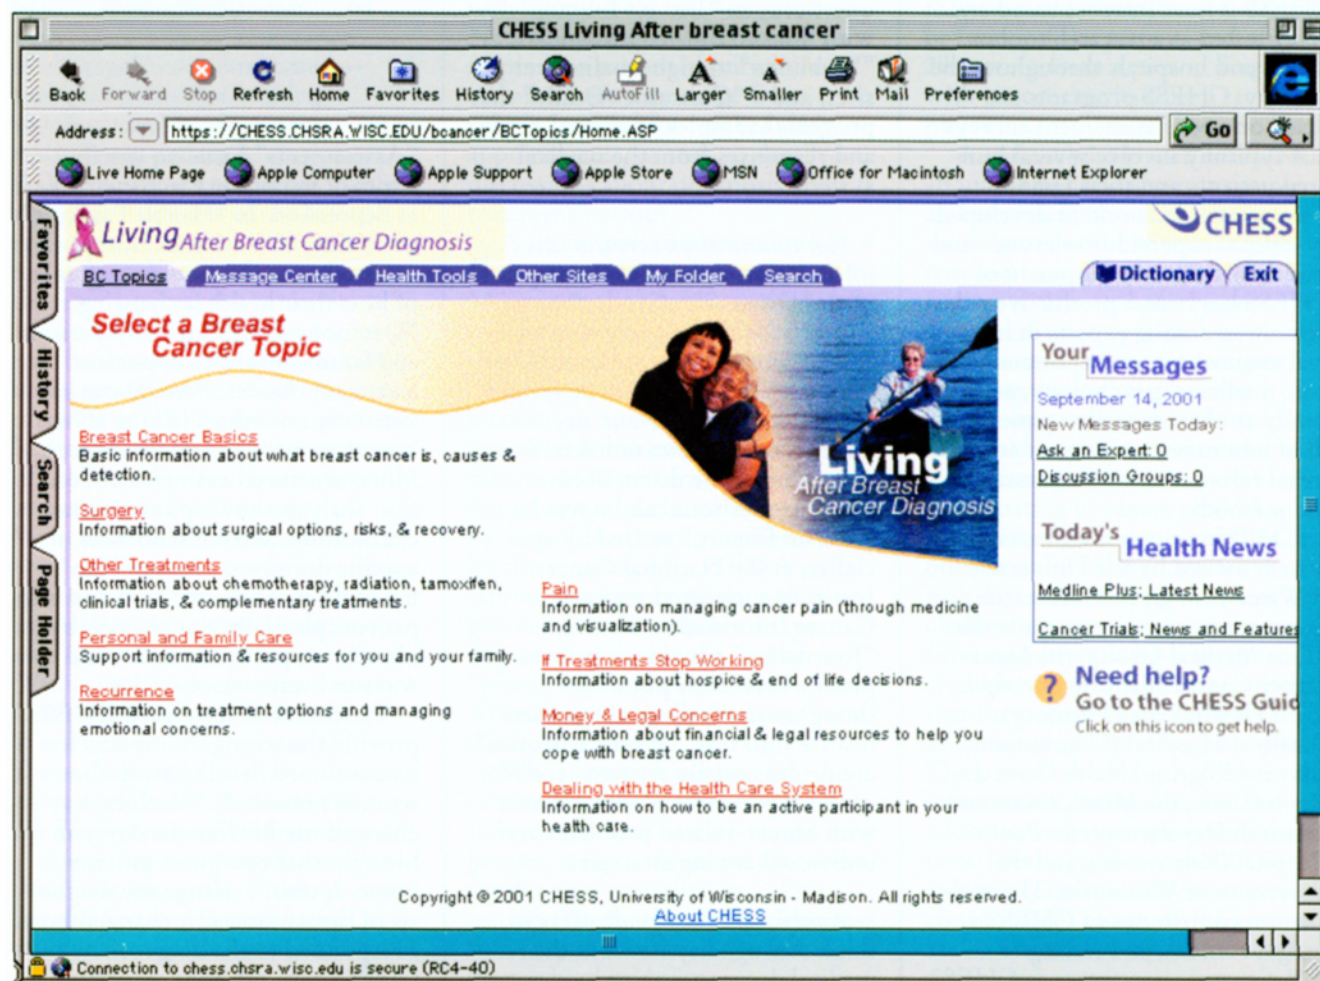 CHESS Living After breast cancer
Back Forward Stop Refresh Home Favorites History Search AutoFill Larger Smaller Print Mail Preferences
Address: https://CHESS.CHSRA.WISC.EDU/bcancer/BCTopics/Home.ASP Go
Live Home Page Apple Computer Apple Support Apple Store MSN Office for Macintosh Internet Explorer
Favorites
History
Search
Page Holder
Living After Breast Cancer Diagnosis
CHESS
BC Topics Message Center Health Tools Other Sites My Folder Search
Dictionary Exit
Select a Breast
Cancer Topic
Living
After Breast
Cancer Diagnosis
Breast Cancer Basics
Basic information about what breast cancer is, causes &
detection.
Surgery
Information about surgical options, risks, & recovery.
Other Treatments
Information about chemotherapy, radiation, tamoxifen,
clinical trials, & complementary treatments.
Personal and Family Care
Support information & resources for you and your family.
Recurrence
Information on treatment options and managing
emotional concerns.
Pain
Information on managing cancer pain (through medicine
and visualization).
If Treatments Stop Working
Information about hospice & end of life decisions.
Money & Legal Concerns
Information about financial & legal resources to help you
cope with breast cancer.
Dealing with the Health Care System
Information on how to be an active participant in your
health care.
Your Messages
September 14, 2001
New Messages Today:
Ask an Expert: 0
Discussion Groups: 0
Today's Health News
Medline Plus; Latest News
Cancer Trials; News and Features
? Need help?
Go to the CHESS Guid
Click on this icon to get help.
Copyright © 2001 CHESS, University of Wisconsin - Madison. All rights reserved.
About CHESS
Connection to chess.chsra.wisc.edu is secure (RC4-40)